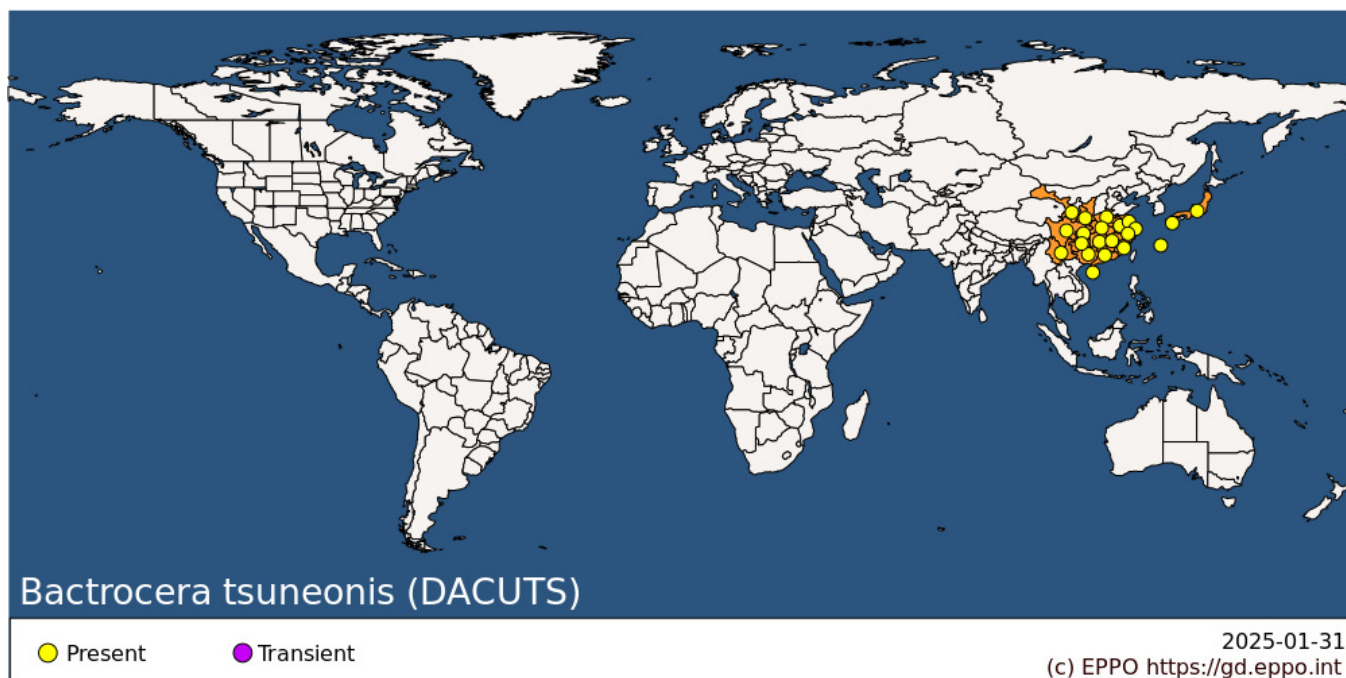 Bactrocera tsuneonis (DACUTS)
Present
Transient
2025-01-31
(c) EPPO https://gd.eppo.int